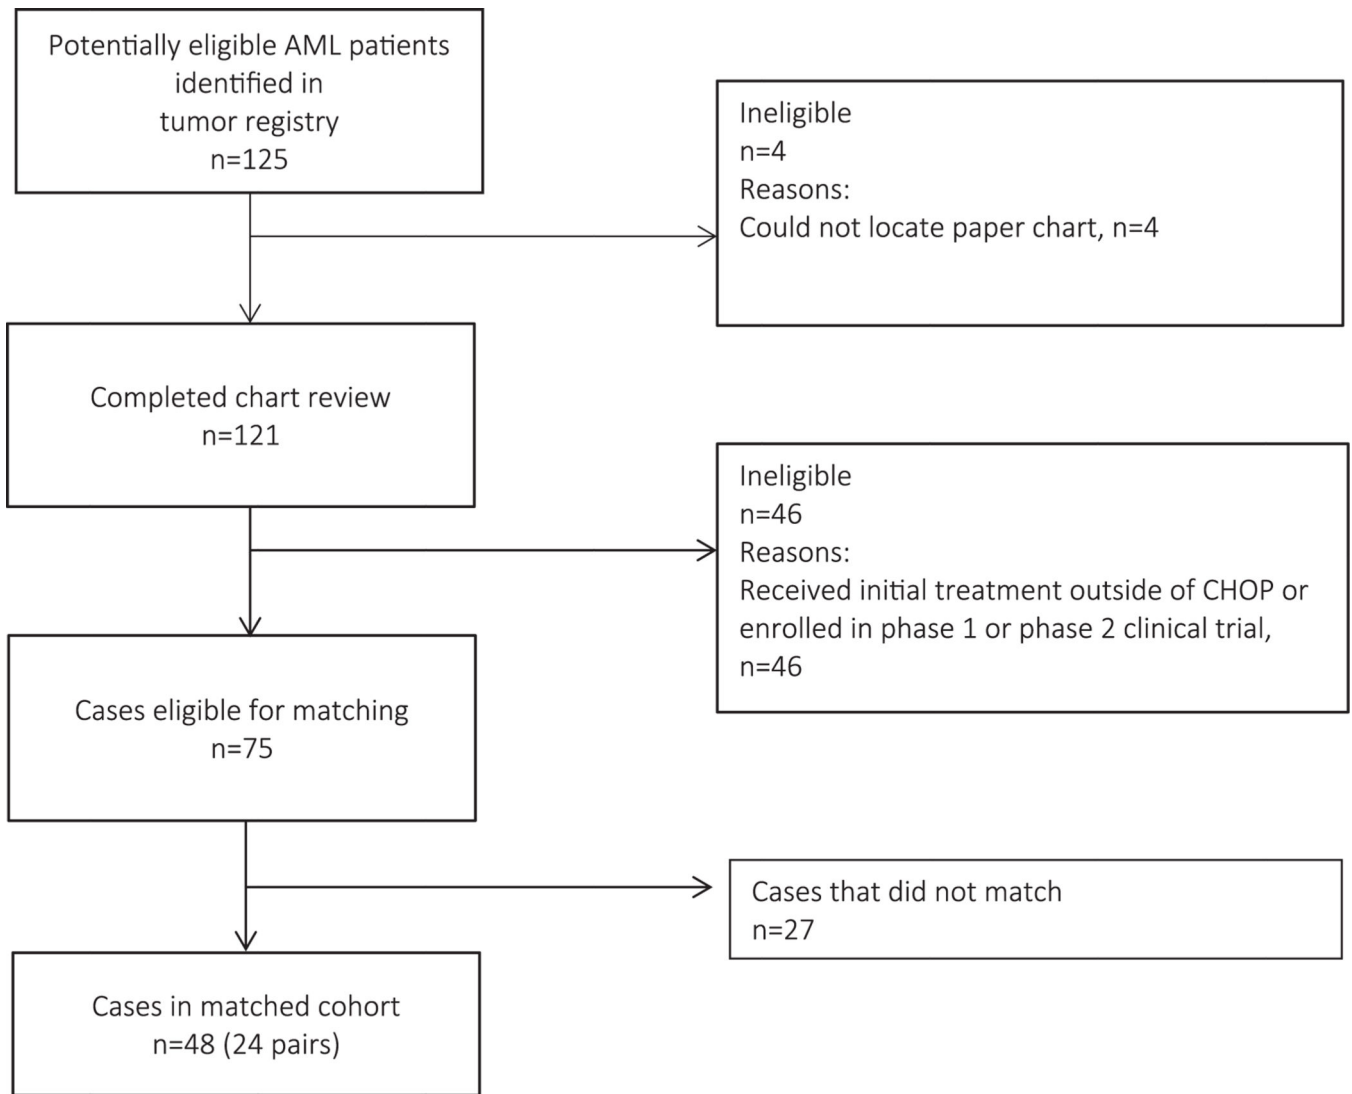 Potentially eligible AML patients
identified in
tumor registry
n=125
Ineligible
n=4
Reasons:
Could not locate paper chart, n=4
Completed chart review
n=121
Ineligible
n=46
Reasons:
Received initial treatment outside of CHOP or
enrolled in phase 1 or phase 2 clinical trial,
n=46
Cases eligible for matching
n=75
Cases that did not match
n=27
Cases in matched cohort
n=48 (24 pairs)